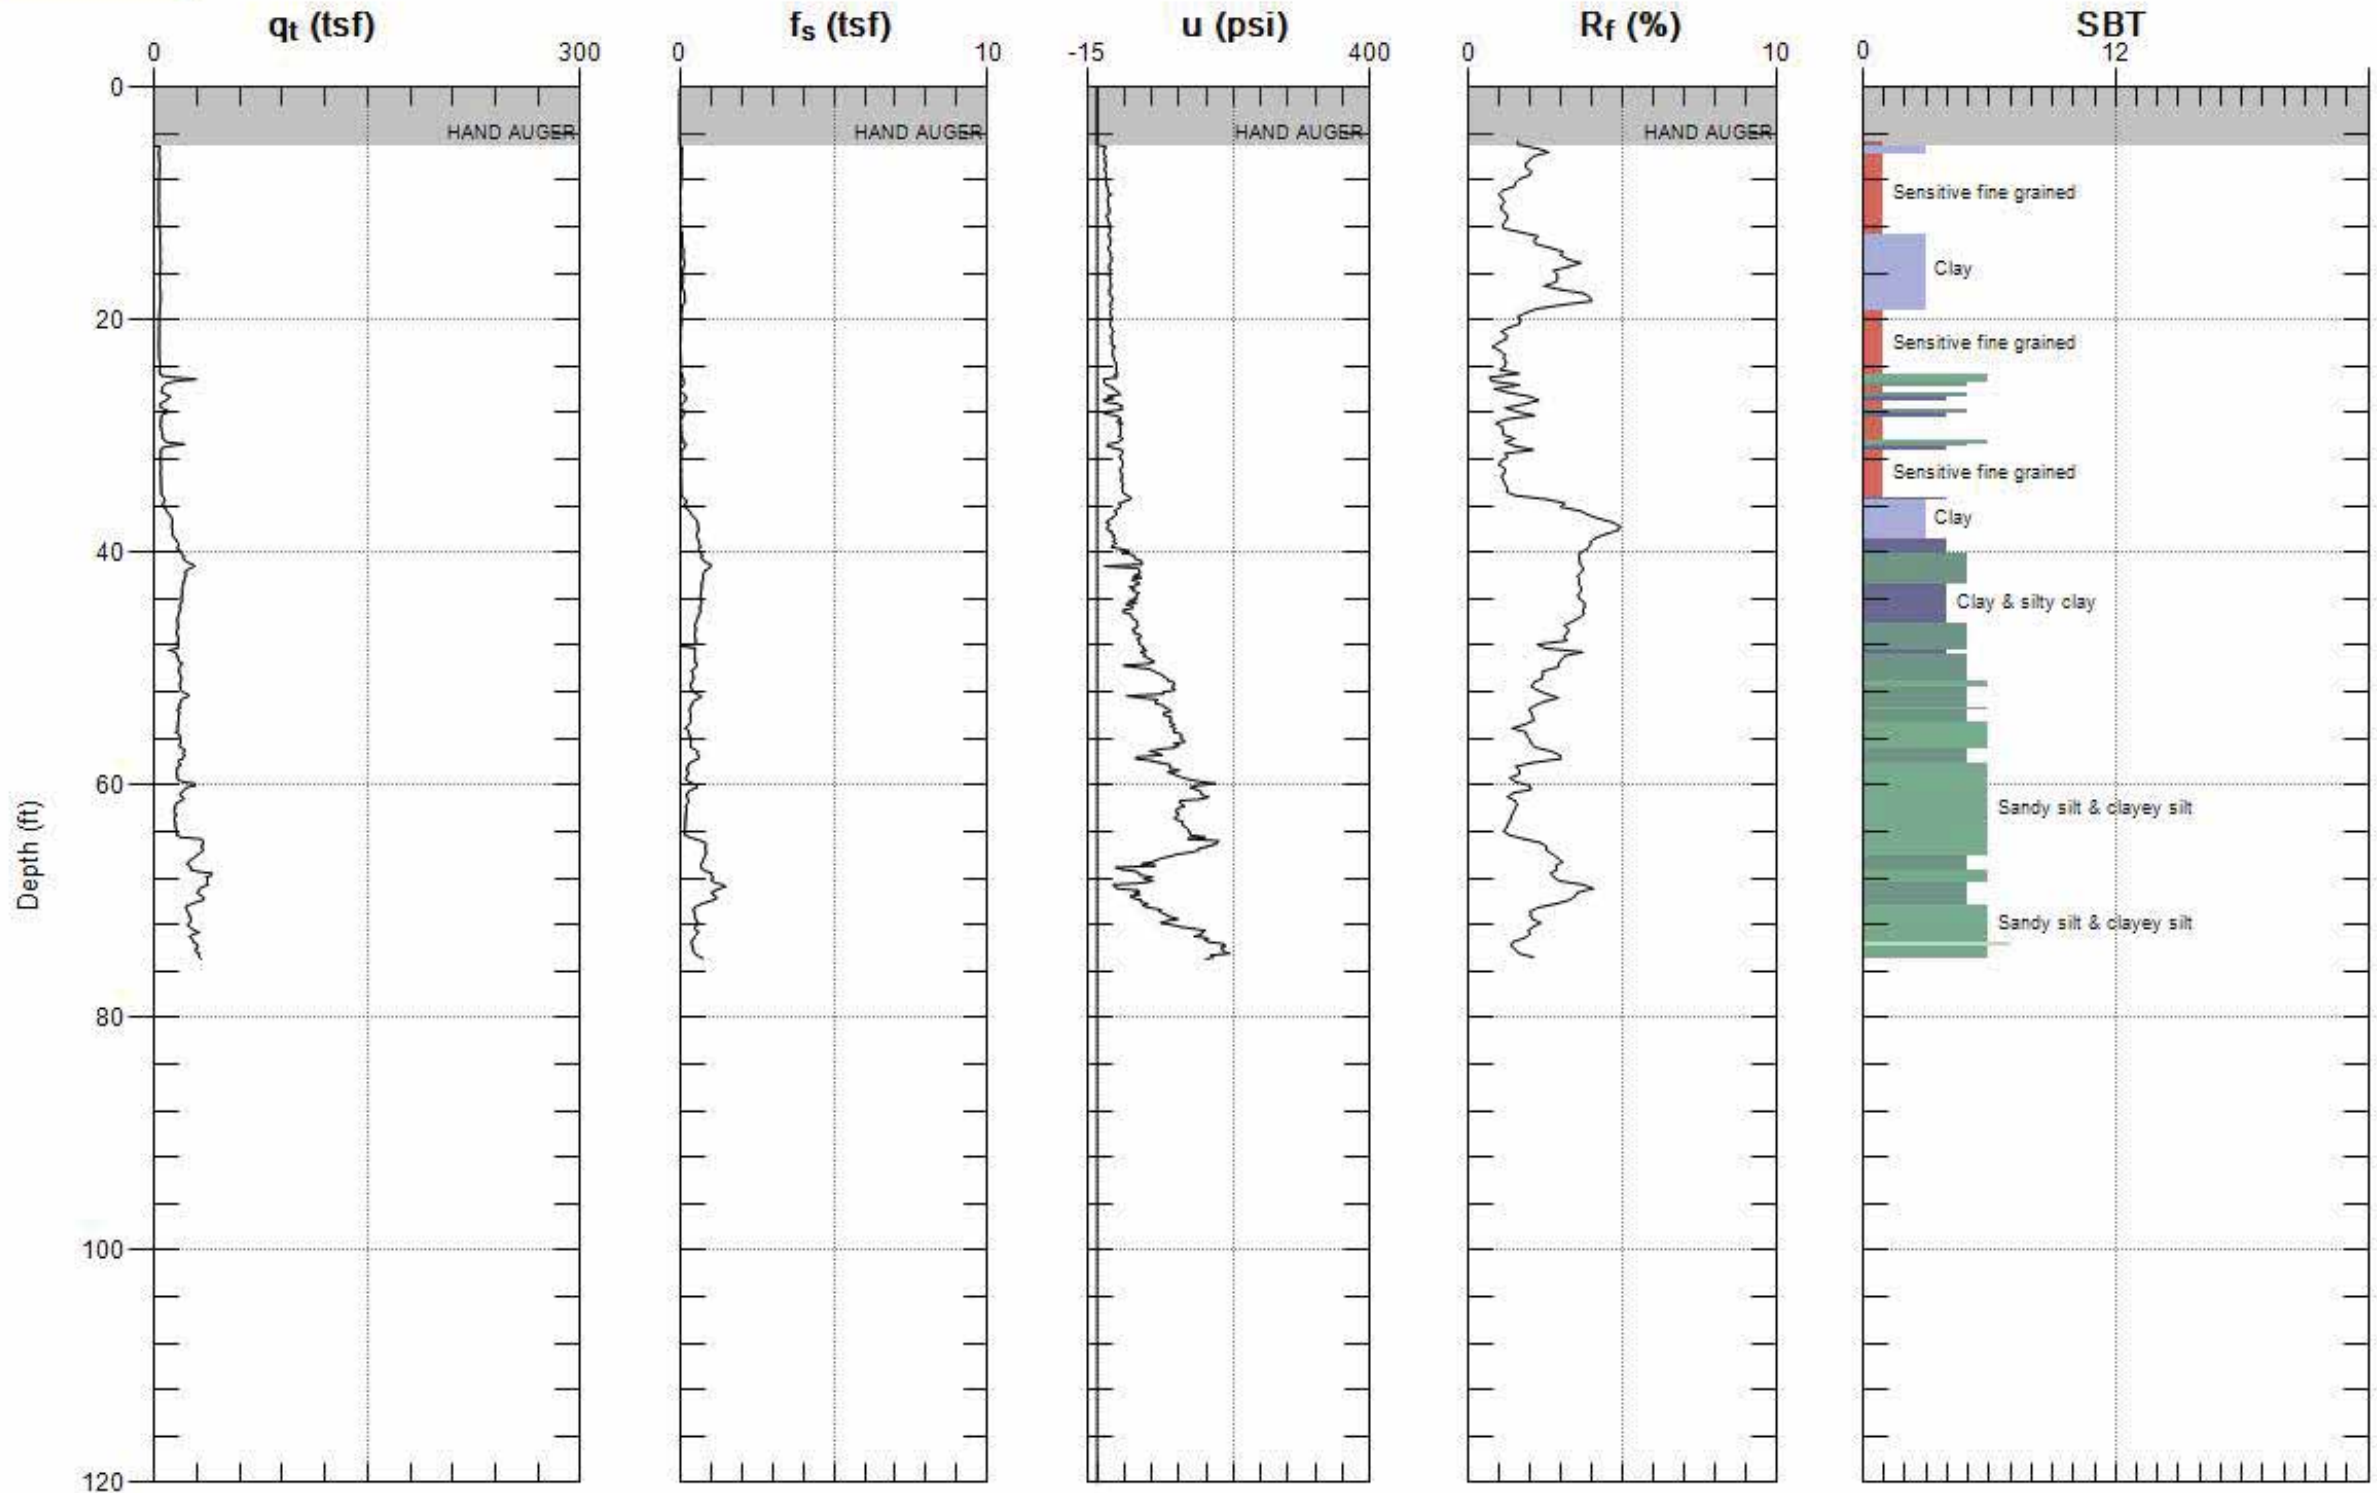 qt (tsf) fs (tsf) u (psi) Rf (%) SBT
0 300 0 10 -15 400 0 10 0 12
0
HAND AUGER HAND AUGER HAND AUGER HAND AUGER
Sensitive fine grained
Clay
20
Sensitive fine grained
Sensitive fine grained
Clay
40
Clay & silty clay
60
Sandy silt & clayey silt
Depth (ft)
Sandy silt & clayey silt
80
100
120